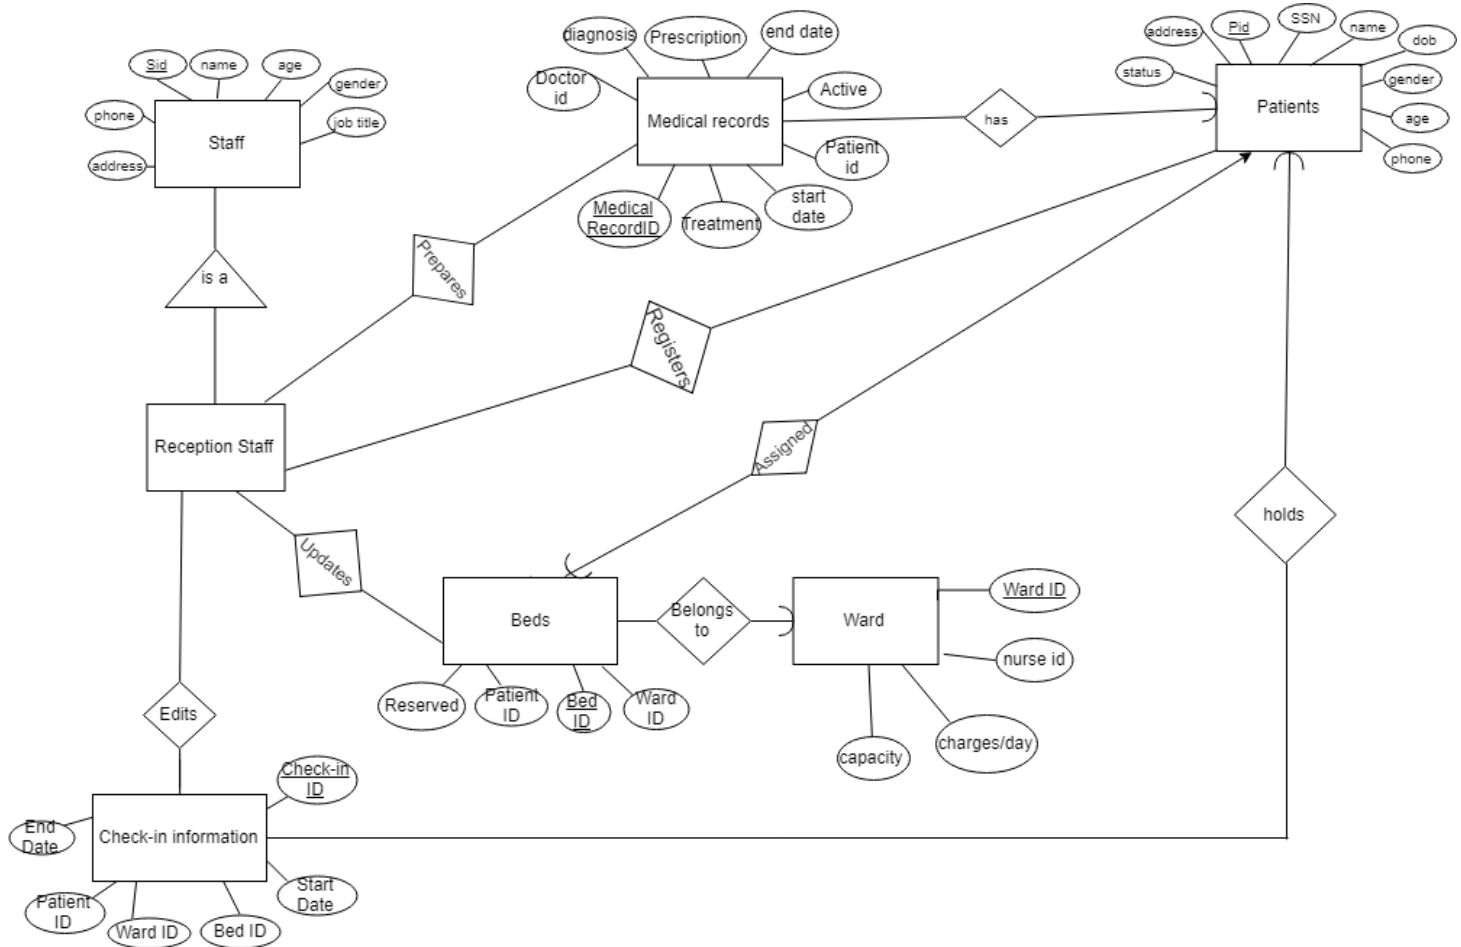 Sid
name
age
gender
job title
phone
address
Staff
is a
diagnosis
Prescription
end date
Doctor
id
Active
Medical records
Patient
id
Medical
RecordID
Treatment
start
date
has
address
Pid
SSN
name
dob
status
gender
Patients
age
phone
Prepares
Registers
Assigned
Reception Staff
Updates
holds
Beds
Belongs
to
Ward
Ward ID
nurse id
capacity
charges/day
Reserved
Patient
ID
Bed
ID
Ward
ID
Edits
Check-in
ID
End
Date
Check-in information
Patient
ID
Ward ID
Bed ID
Start
Date